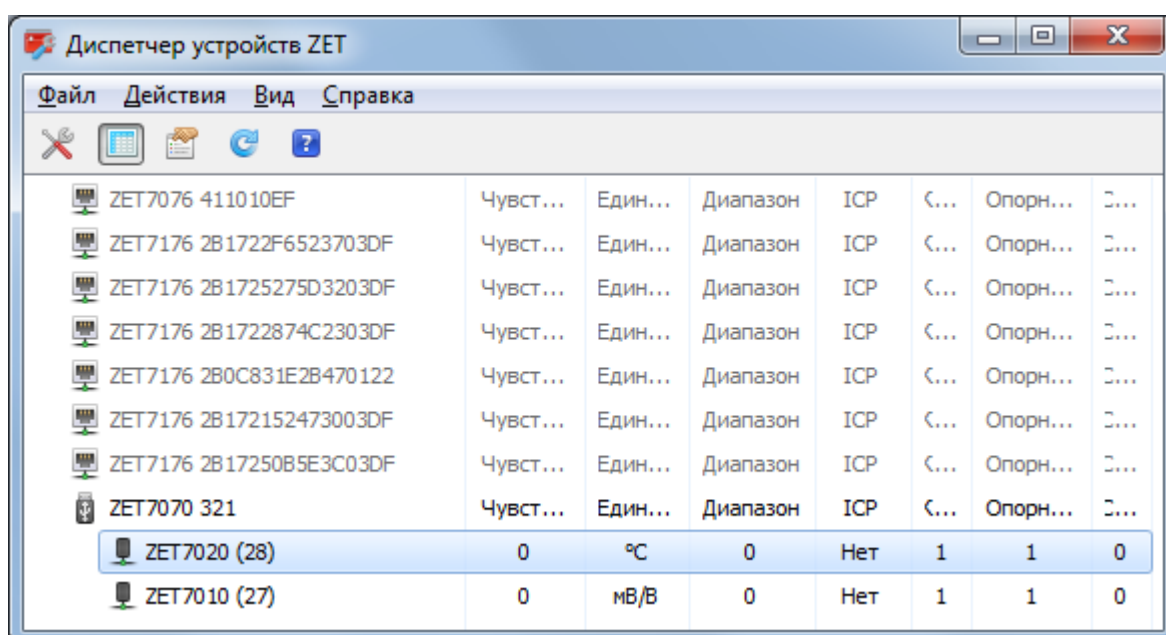 Диспетчер устройств ZET
Файл Действия Вид Справка
ZET7076 411010EF Чувст... Един... Диапазон ICP Опорн...
ZET7176 2B1722F6523703DF Чувст... Един... Диапазон ICP Опорн...
ZET7176 2B1725275D3203DF Чувст... Един... Диапазон ICP Опорн...
ZET7176 2B1722874C2303DF Чувст... Един... Диапазон ICP Опорн...
ZET7176 2B0C831E2B470122 Чувст... Един... Диапазон ICP Опорн...
ZET7176 2B172152473003DF Чувст... Един... Диапазон ICP Опорн...
ZET7176 2B17250B5E3C03DF Чувст... Един... Диапазон ICP Опорн...
ZET7070 321 Чувст... Един... Диапазон ICP Опорн...
ZET7020 (28) 0 °C 0 Нет 1 1 0
ZET7010 (27) 0 мВ/В 0 Нет 1 1 0